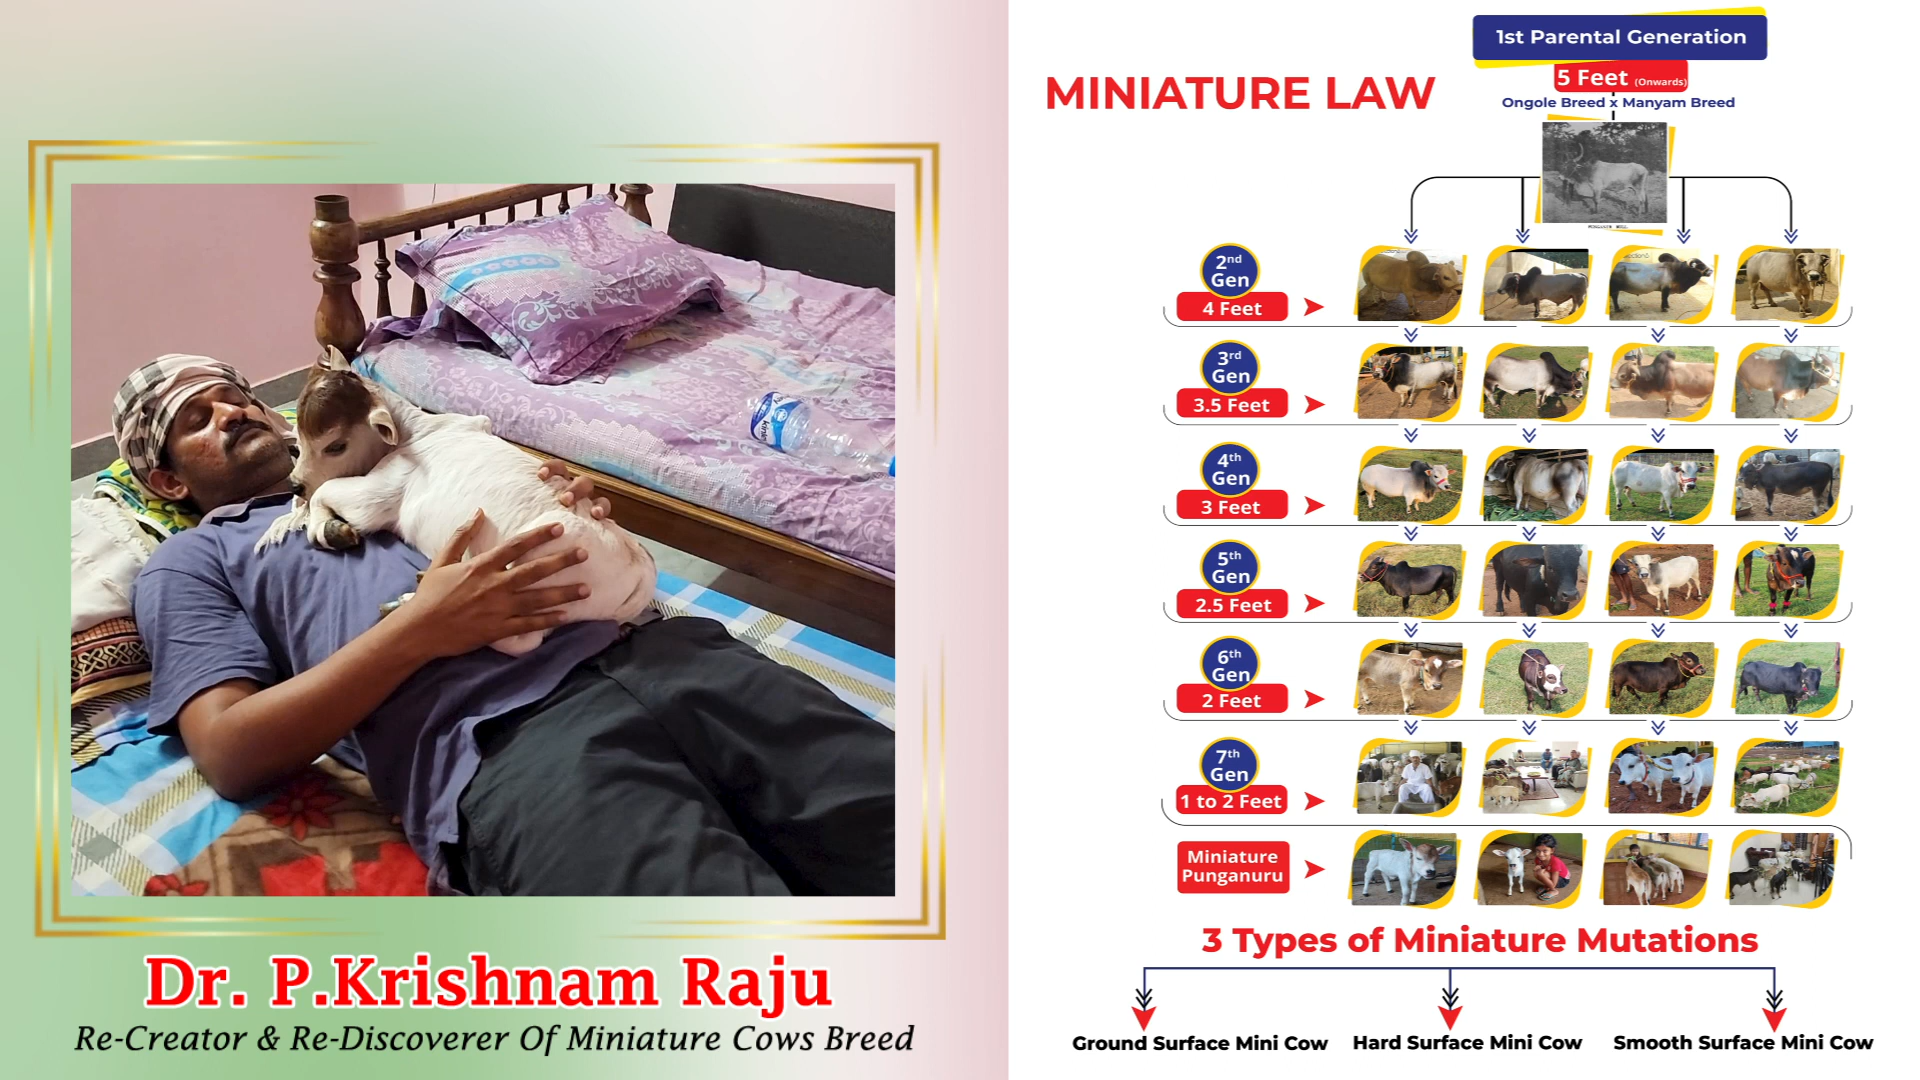 Dr. P.Krishnam Raju
Re-Creator & Re-Discoverer Of Miniature Cows Breed
MINIATURE LAW
1st Parental Generation
5 Feet (Onwards)
Ongole Breed x Manyam Breed
2nd
Gen
4 Feet
3rd
Gen
3.5 Feet
4th
Gen
3 Feet
5th
Gen
2.5 Feet
6th
Gen
2 Feet
7th
Gen
1 to 2 Feet
Miniature
Punganuru
3 Types of Miniature Mutations
Ground Surface Mini Cow
Hard Surface Mini Cow
Smooth Surface Mini Cow